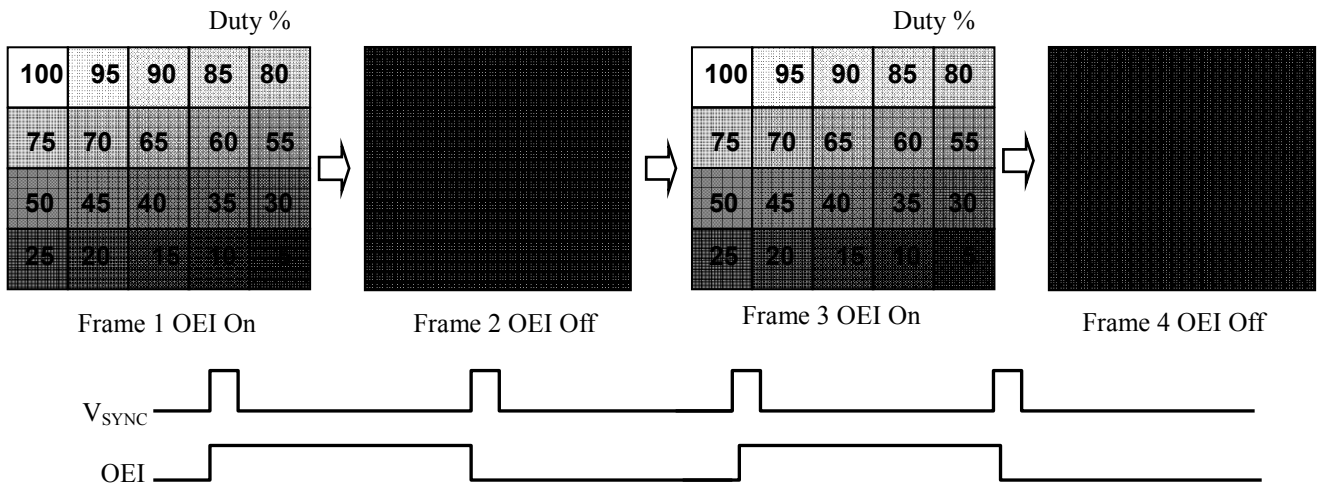 Duty %
Duty %
100 95 90 85 80
75 70 65 60 55
50 45 40 35 30
25 20 15 10 5
100 95 90 85 80
75 70 65 60 55
50 45 40 35 30
25 20 15 10 5
Frame 1 OEI On
Frame 2 OEI Off
Frame 3 OEI On
Frame 4 OEI Off
VSYNC
OEI